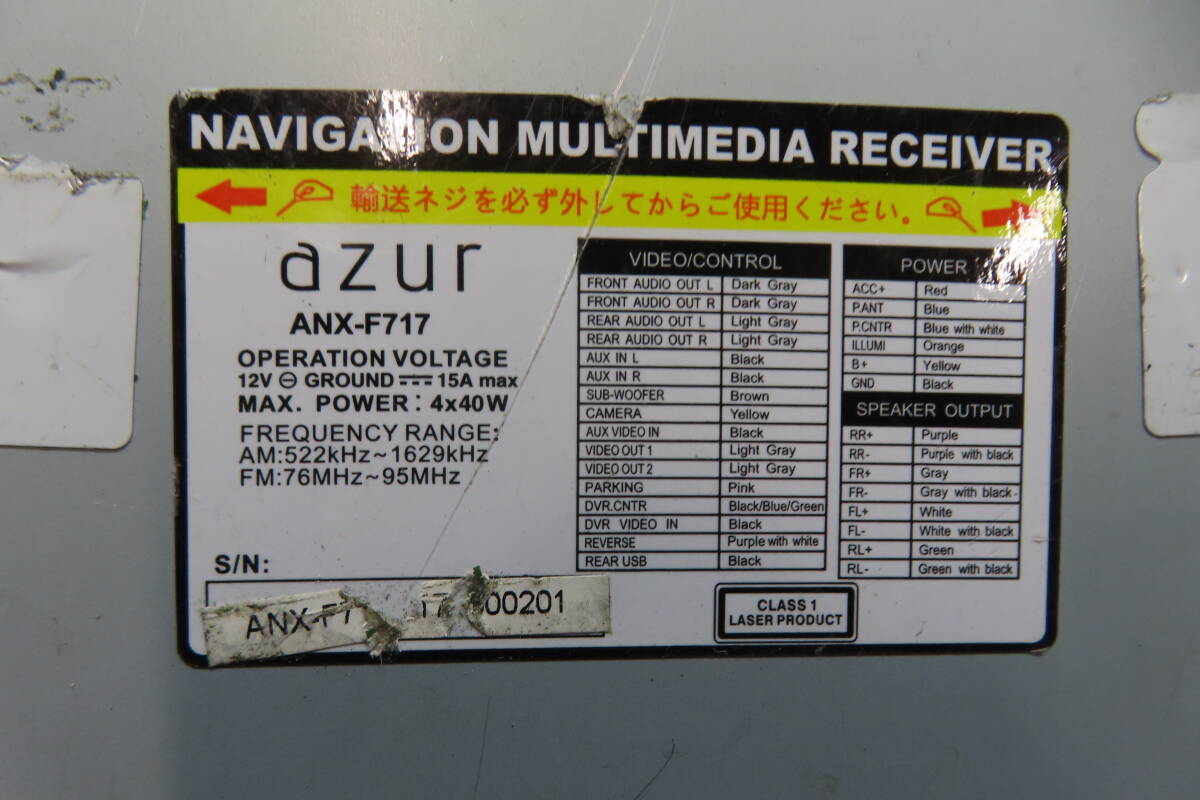 NAVIGATION MULTIMEDIA RECEIVER
輸送ネジを必ず外してからご使用ください。
azur
ANX-F717
OPERATION VOLTAGE
12V ⊖ GROUND ⎓ 15A max
MAX. POWER: 4x40W
FREQUENCY RANGE:
AM:522kHz~1629kHz
FM:76MHz~95MHz
S/N:
ANX-F7 00201
VIDEO/CONTROL
FRONT AUDIO OUT L Dark Gray
FRONT AUDIO OUT R Dark Gray
REAR AUDIO OUT L Light Gray
REAR AUDIO OUT R Light Gray
AUX IN L Black
AUX IN R Black
SUB-WOOFER Brown
CAMERA Yellow
AUX VIDEO IN Black
VIDEO OUT 1 Light Gray
VIDEO OUT 2 Light Gray
PARKING Pink
DVR.CNTR Black/Blue/Green
DVR VIDEO IN Black
REVERSE Purple with white
REAR USB Black
POWER
ACC+ Red
P.ANT Blue
P.CNTR Blue with white
ILLUMI Orange
B+ Yellow
GND Black
SPEAKER OUTPUT
RR+ Purple
RR- Purple with black
FR+ Gray
FR- Gray with black
FL+ White
FL- White with black
RL+ Green
RL- Green with black
CLASS 1
LASER PRODUCT